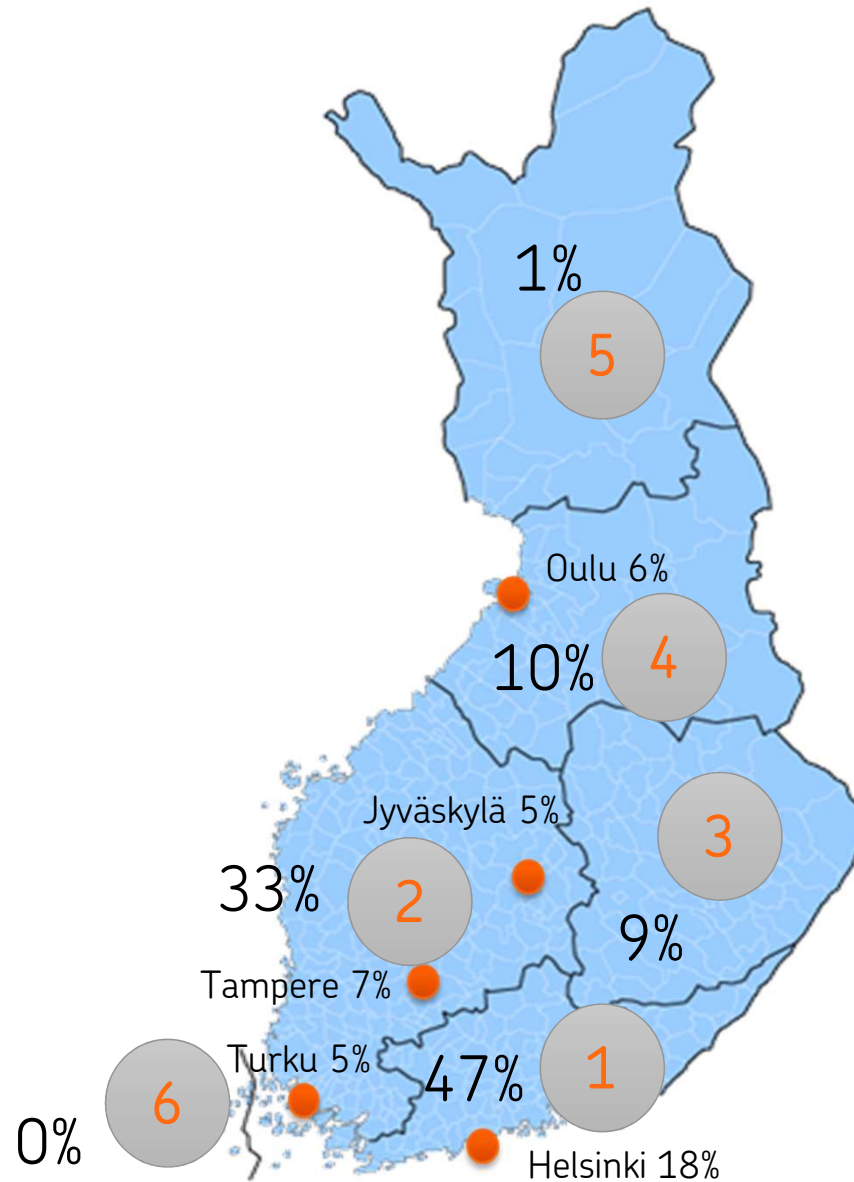 1%
5
Oulu 6%
10%
4
Jyväskylä 5%
3
33%
2
9%
Tampere 7%
Turku 5%
47%
1
6
0%
Helsinki 18%